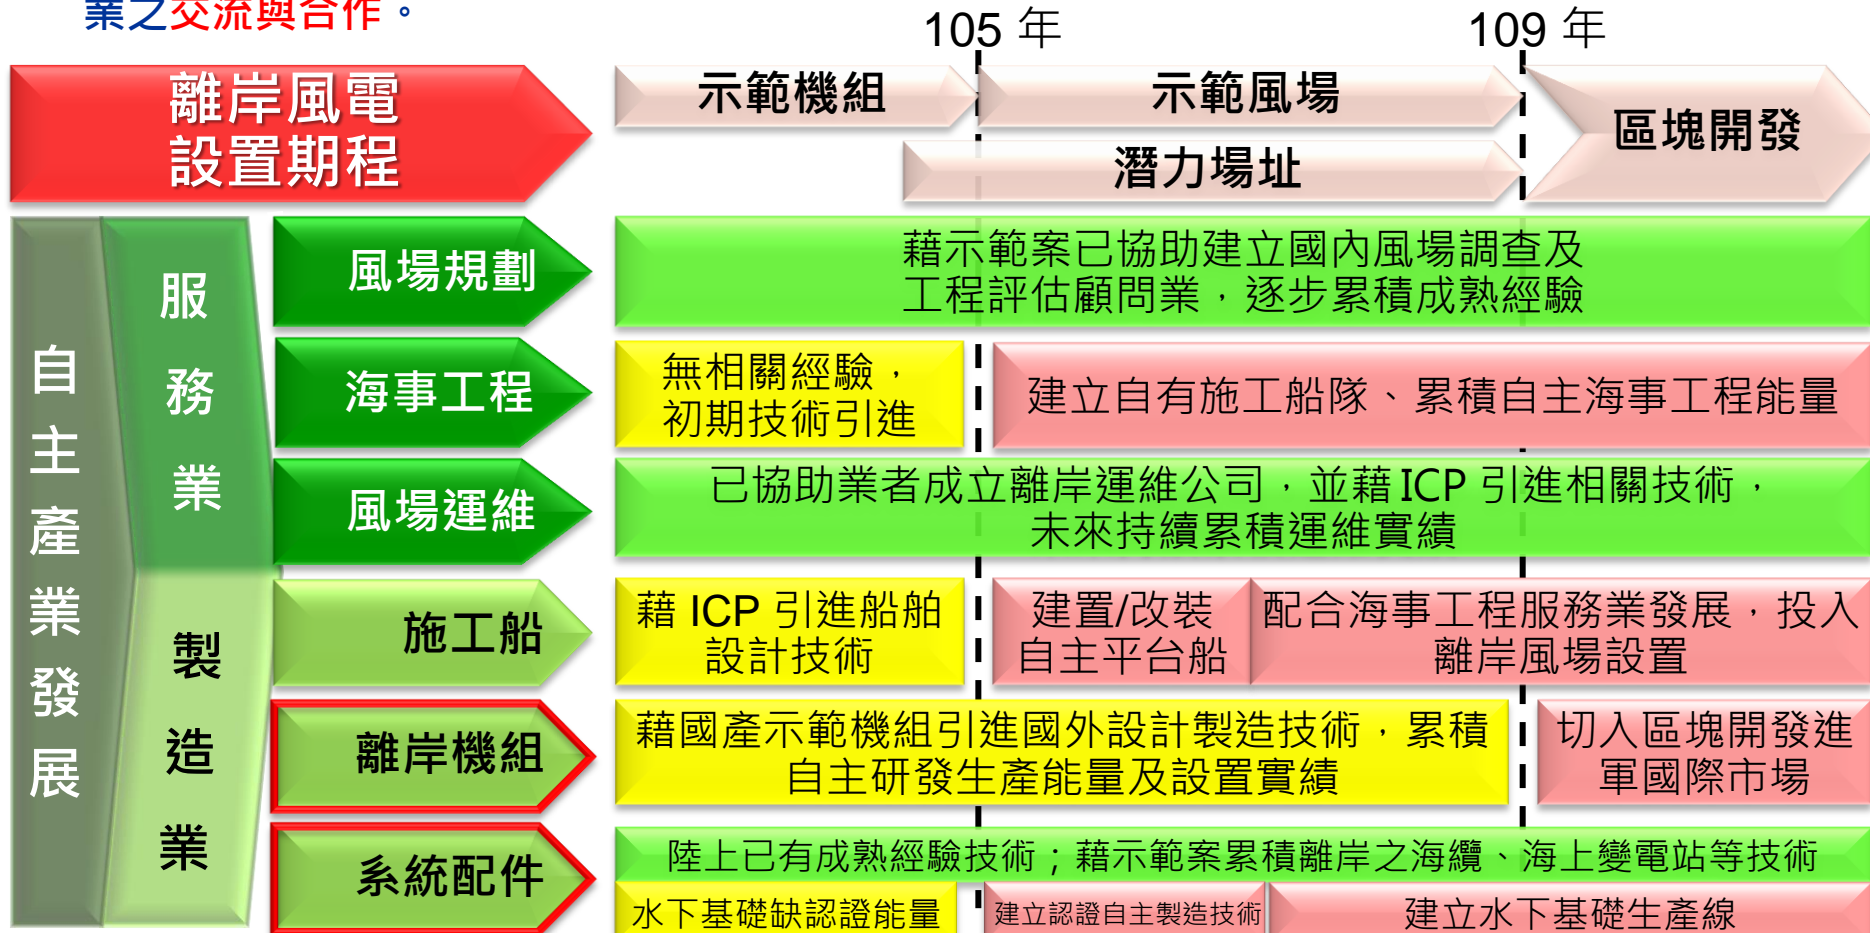 業之交流與合作。
105 年
109 年
離岸風電
設置期程
示範機組
示範風場
潛力場址
區塊開發
自主產業發展
服務業
製造業
風場規劃
藉示範案已協助建立國內風場調查及
工程評估顧問業，逐步累積成熟經驗
海事工程
無相關經驗，
初期技術引進
建立自有施工船隊、累積自主海事工程能量
風場運維
已協助業者成立離岸運維公司，並藉 ICP 引進相關技術，
未來持續累積運維實績
施工船
藉 ICP 引進船舶
設計技術
建置/改裝
自主平台船
配合海事工程服務業發展，投入
離岸風場設置
離岸機組
藉國產示範機組引進國外設計製造技術，累積
自主研發生產能量及設置實績
切入區塊開發進
軍國際市場
系統配件
陸上已有成熟經驗技術；藉示範案累積離岸之海纜、海上變電站等技術
水下基礎缺認證能量
建立認證自主製造技術
建立水下基礎生產線